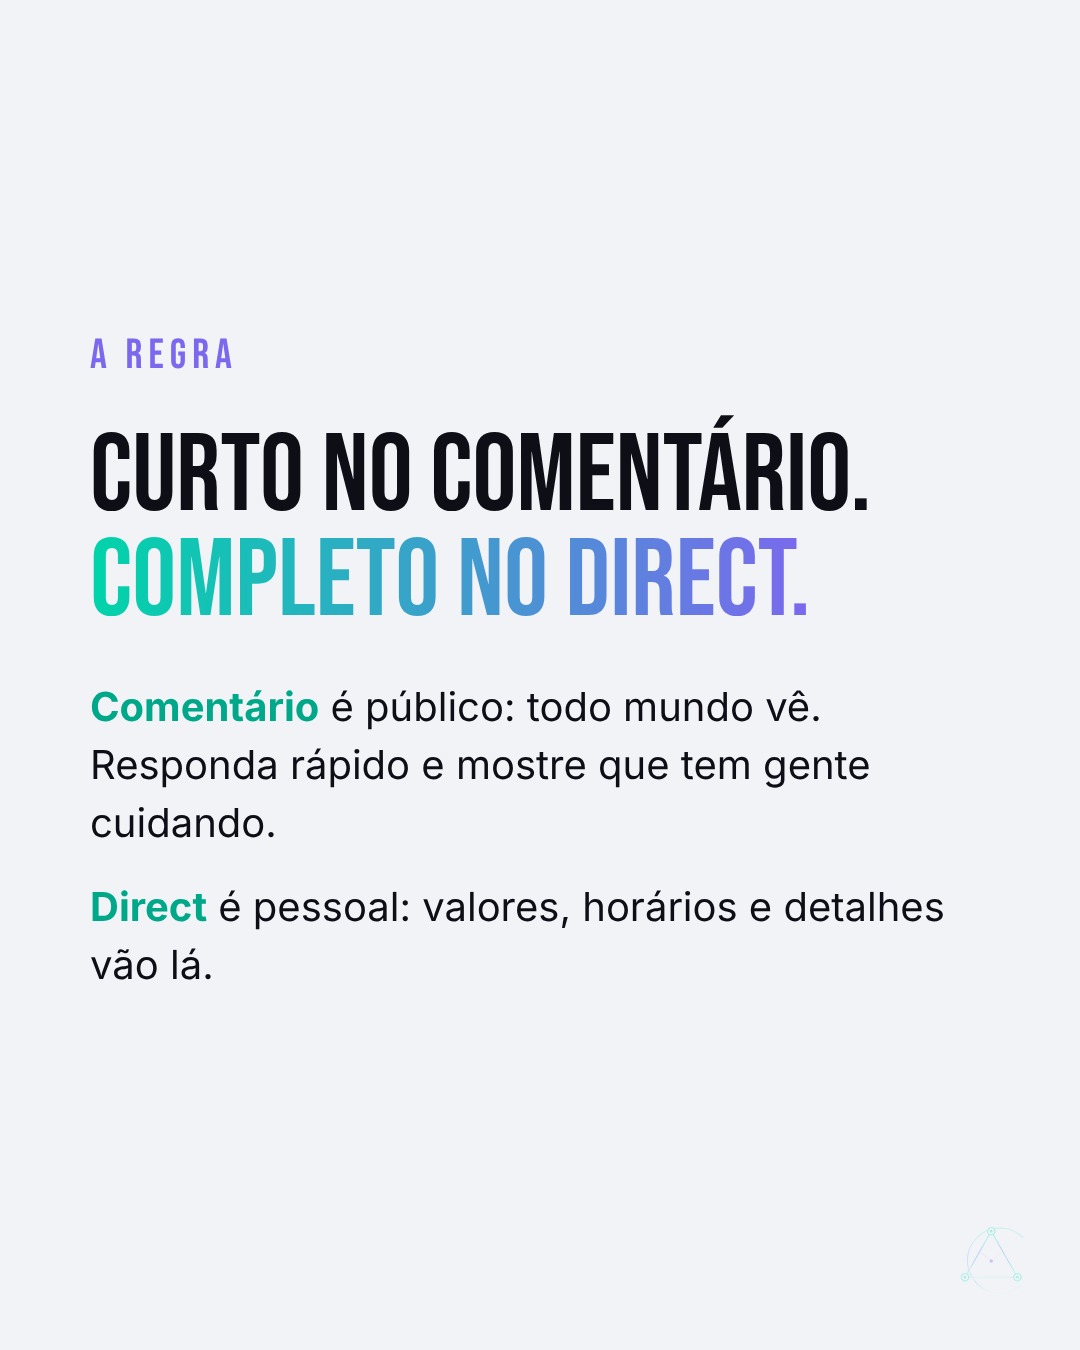 A REGRA
CURTO NO COMENTÁRIO.
COMPLETO NO DIRECT.
Comentário é público: todo mundo vê.
Responda rápido e mostre que tem gente
cuidando.
Direct é pessoal: valores, horários e detalhes
vão lá.